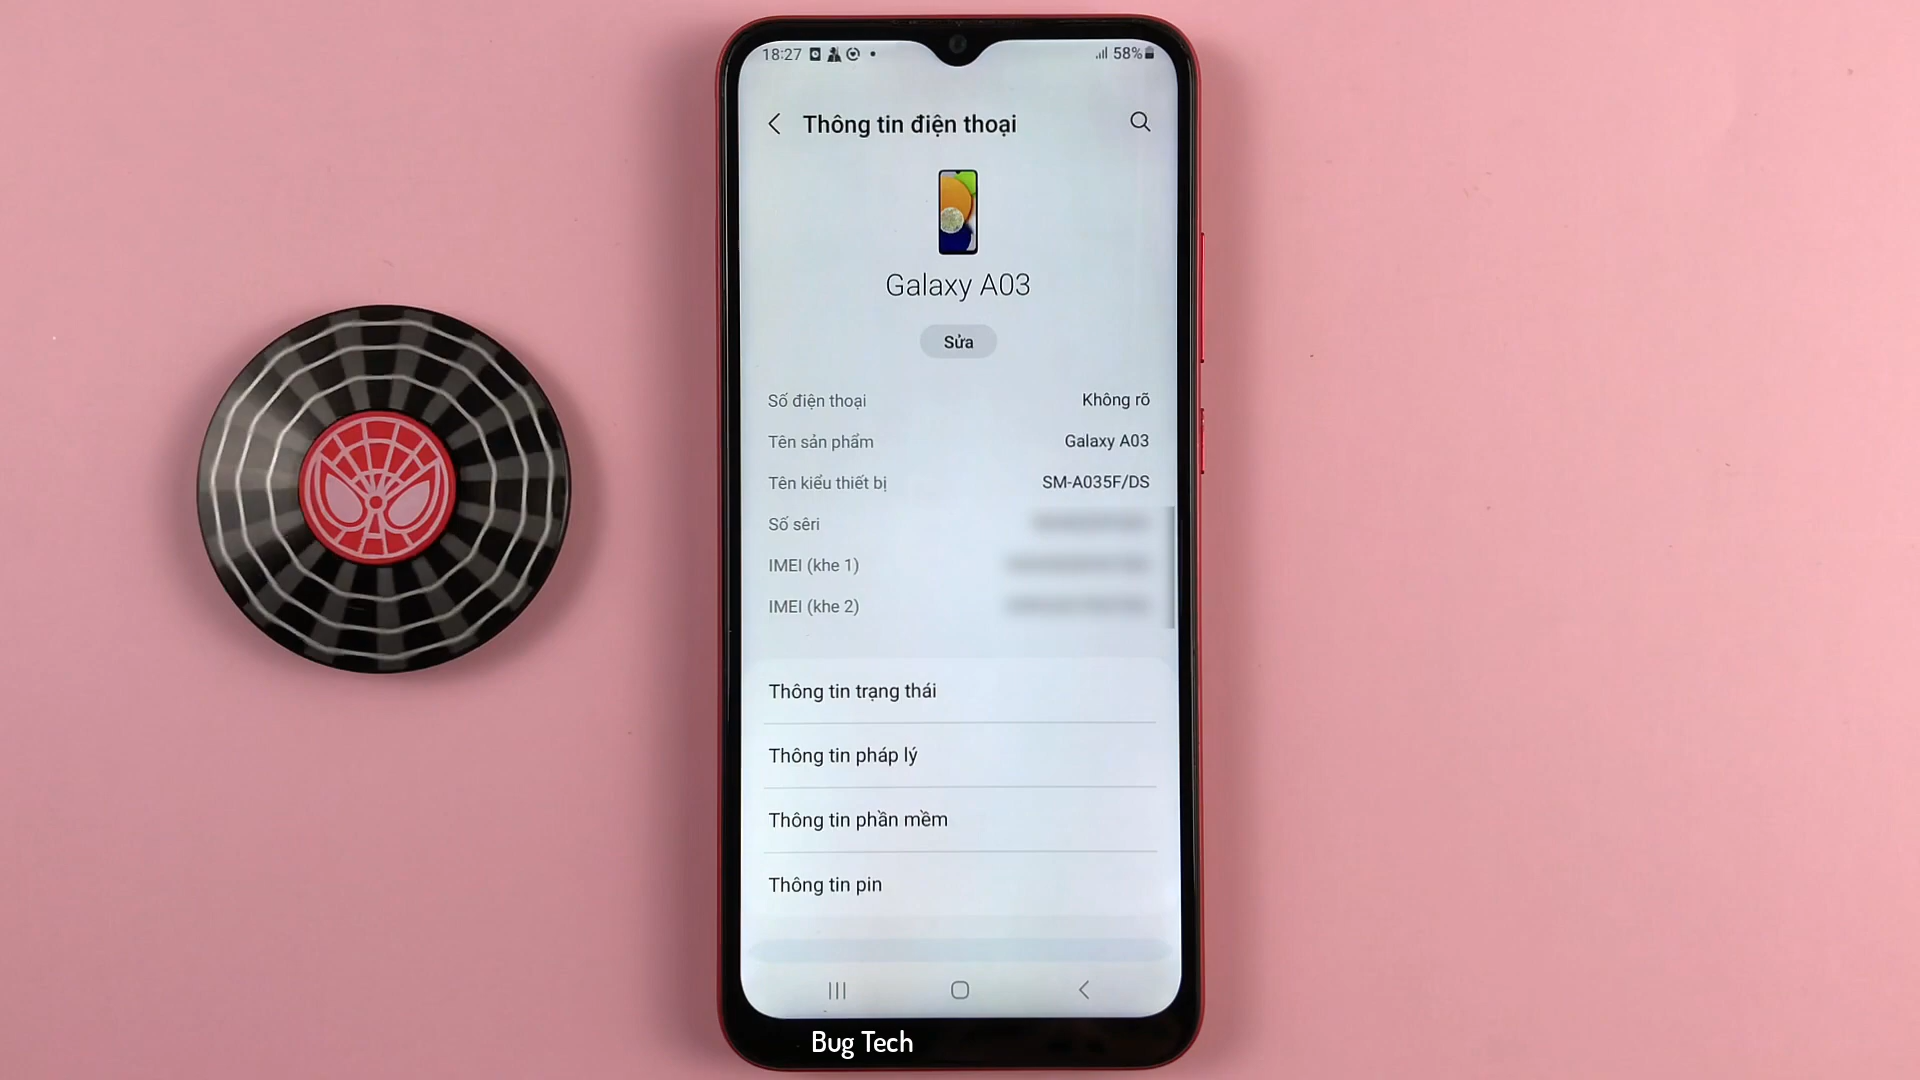 18:27
58%
Thông tin điện thoại
Galaxy A03
Sửa
Số điện thoại Không rõ
Tên sản phẩm Galaxy A03
Tên kiểu thiết bị SM-A035F/DS
Số sêri
IMEI (khe 1)
IMEI (khe 2)
Thông tin trạng thái
Thông tin pháp lý
Thông tin phần mềm
Thông tin pin
Bug Tech